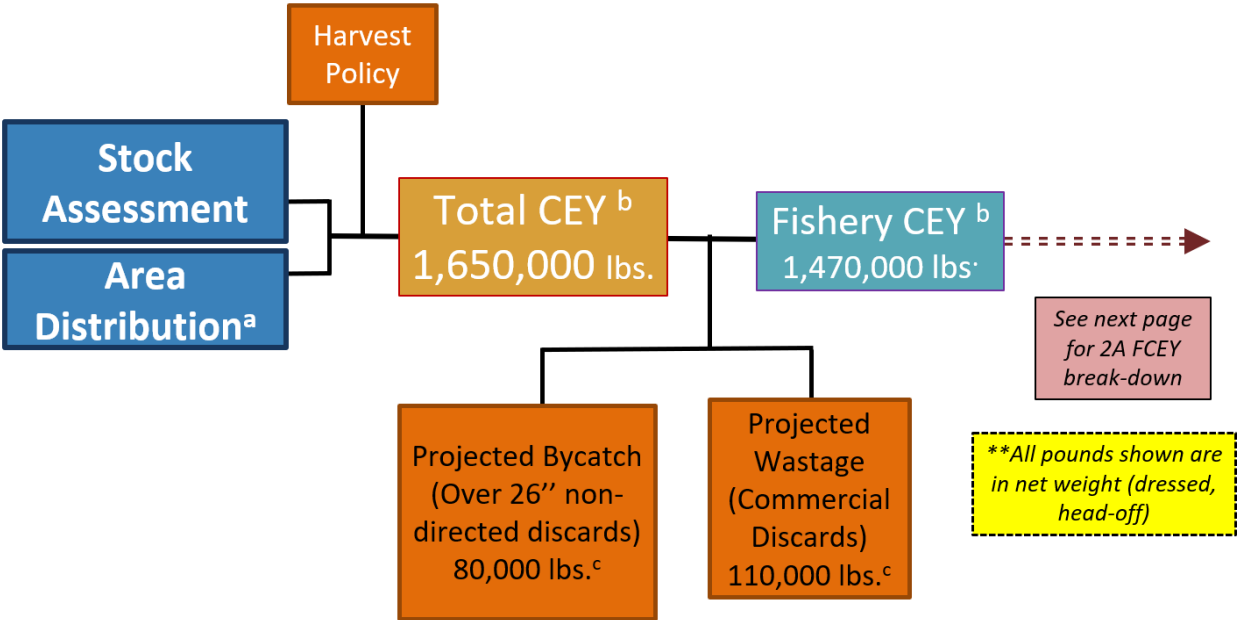 Harvest
Policy
Stock
Assessment
Area
Distributionᵃ
Total CEY ᵇ
1,650,000 lbs.
Fishery CEY ᵇ
1,470,000 lbs.
See next page
for 2A FCEY
break-down
Projected Bycatch
(Over 26’’ non-
directed discards)
80,000 lbs.ᶜ
Projected
Wastage
(Commercial
Discards)
110,000 lbs.ᶜ
**All pounds shown are
in net weight (dressed,
head-off)